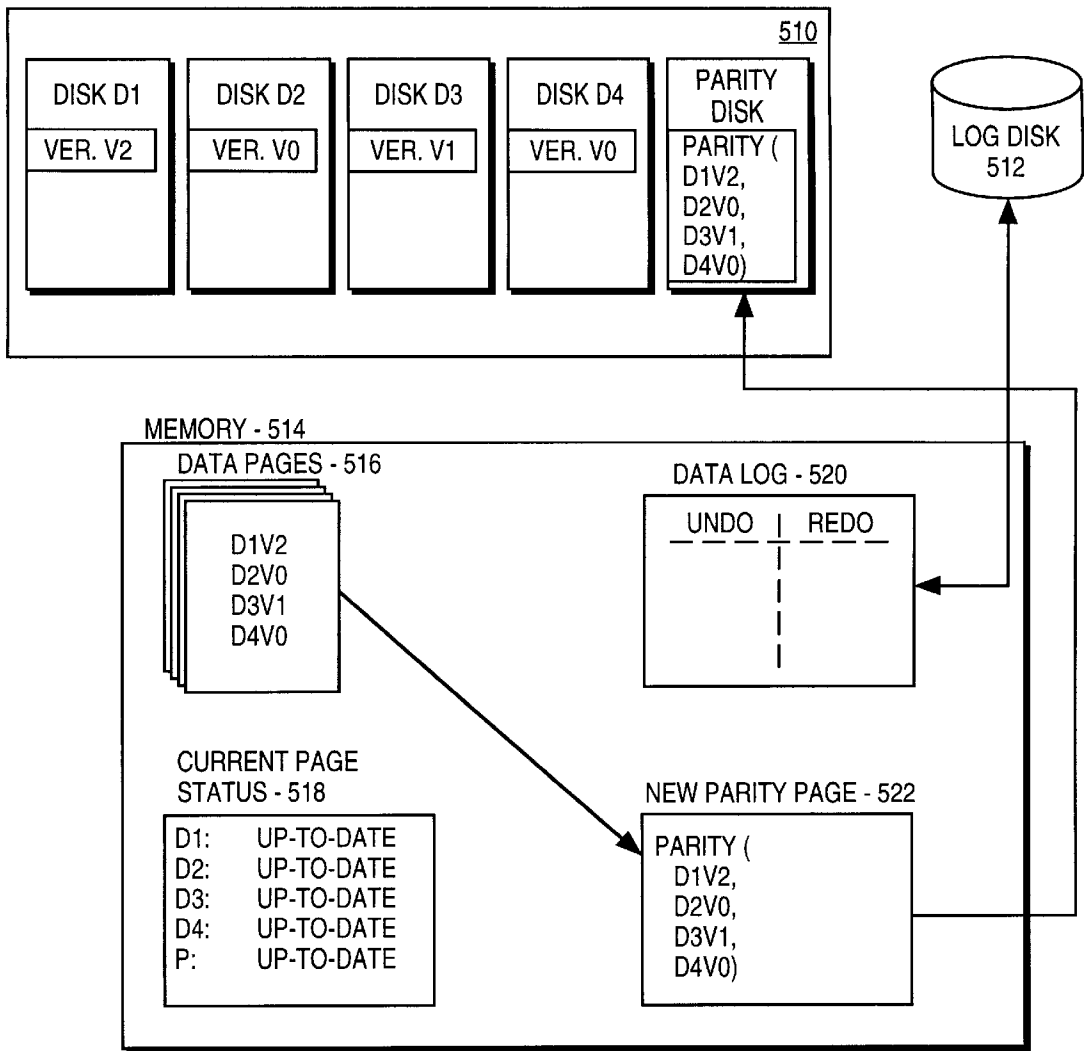 510
DISK D1
VER. V2
DISK D2
VER. V0
DISK D3
VER. V1
DISK D4
VER. V0
PARITY
DISK
PARITY (
D1V2,
D2V0,
D3V1,
D4V0)
LOG DISK
512
MEMORY - 514
DATA PAGES - 516
D1V2
D2V0
D3V1
D4V0
DATA LOG - 520
UNDO | REDO
CURRENT PAGE
STATUS - 518
D1: UP-TO-DATE
D2: UP-TO-DATE
D3: UP-TO-DATE
D4: UP-TO-DATE
P: UP-TO-DATE
NEW PARITY PAGE - 522
PARITY (
D1V2,
D2V0,
D3V1,
D4V0)